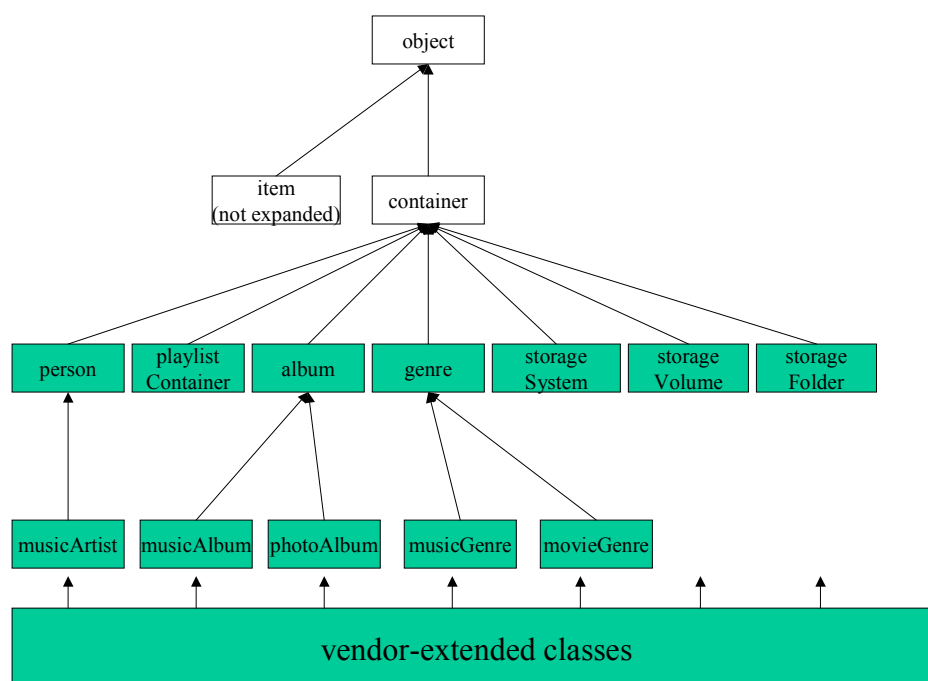 object
item
(not expanded)
container
person
playlist
Container
album
genre
storage
System
storage
Volume
storage
Folder
musicArtist
musicAlbum
photoAlbum
musicGenre
movieGenre
vendor-extended classes